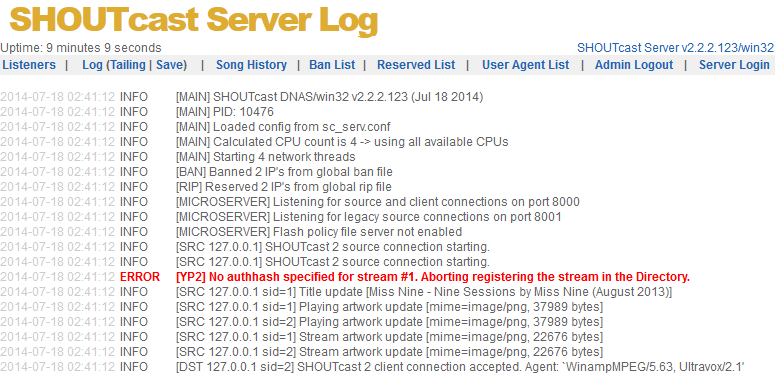 SHOUTcast Server Log
Uptime: 9 minutes 9 seconds SHOUTcast Server v2.2.2.123/win32
Listeners | Log (Tailing | Save) | Song History | Ban List | Reserved List | User Agent List | Admin Logout | Server Login
2014-07-18 02:41:12 INFO [MAIN] SHOUTcast DNAS/win32 v2.2.2.123 (Jul 18 2014)
2014-07-18 02:41:12 INFO [MAIN] PID: 10476
2014-07-18 02:41:12 INFO [MAIN] Loaded config from sc_serv.conf
2014-07-18 02:41:12 INFO [MAIN] Calculated CPU count is 4 -> using all available CPUs
2014-07-18 02:41:12 INFO [MAIN] Starting 4 network threads
2014-07-18 02:41:12 INFO [BAN] Banned 2 IP's from global ban file
2014-07-18 02:41:12 INFO [RIP] Reserved 2 IP's from global rip file
2014-07-18 02:41:12 INFO [MICROSERVER] Listening for source and client connections on port 8000
2014-07-18 02:41:12 INFO [MICROSERVER] Listening for legacy source connections on port 8001
2014-07-18 02:41:12 INFO [MICROSERVER] Flash policy file server not enabled
2014-07-18 02:41:12 INFO [SRC 127.0.0.1] SHOUTcast 2 source connection starting.
2014-07-18 02:41:12 INFO [SRC 127.0.0.1] SHOUTcast 2 source connection starting.
2014-07-18 02:41:12 ERROR [YP2] No authhash specified for stream #1. Aborting registering the stream in the Directory.
2014-07-18 02:41:12 INFO [SRC 127.0.0.1 sid=1] Title update [Miss Nine - Nine Sessions by Miss Nine (August 2013)]
2014-07-18 02:41:12 INFO [SRC 127.0.0.1 sid=1] Playing artwork update [mime=image/png, 37989 bytes]
2014-07-18 02:41:12 INFO [SRC 127.0.0.1 sid=2] Playing artwork update [mime=image/png, 37989 bytes]
2014-07-18 02:41:12 INFO [SRC 127.0.0.1 sid=1] Stream artwork update [mime=image/png, 22676 bytes]
2014-07-18 02:41:12 INFO [SRC 127.0.0.1 sid=2] Stream artwork update [mime=image/png, 22676 bytes]
2014-07-18 02:41:12 INFO [DST 127.0.0.1 sid=2] SHOUTcast 2 client connection accepted. Agent: `WinampMPEG/5.63, Ultravox/2.1'